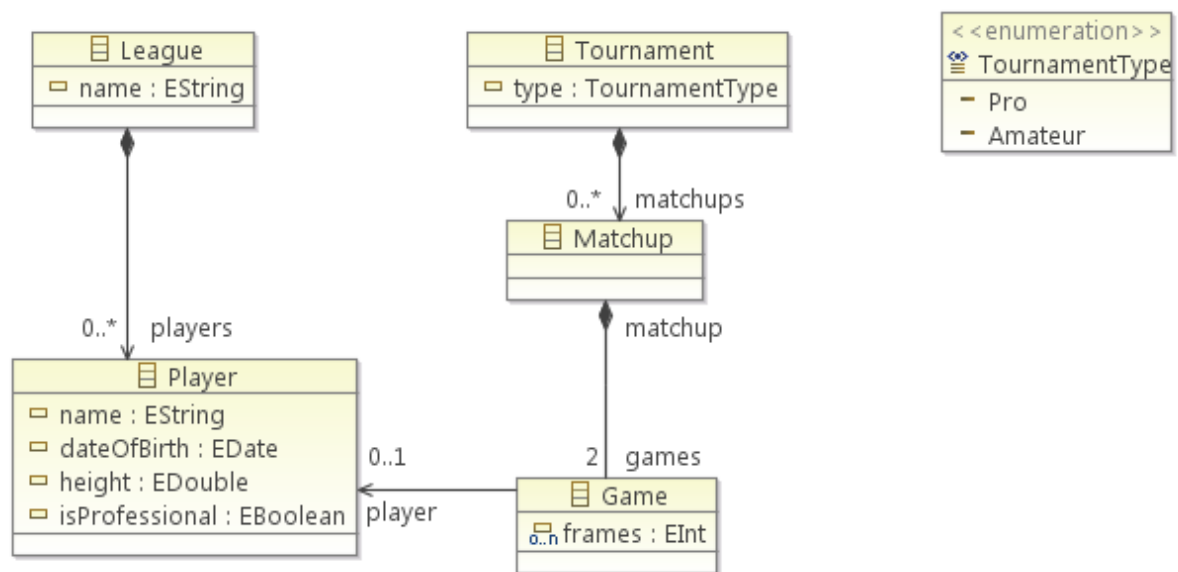 League
name : EString
Tournament
type : TournamentType
<<enumeration>>
TournamentType
Pro
Amateur
0..* matchups
Matchup
matchup
0..* players
Player
name : EString
dateOfBirth : EDate
height : EDouble
isProfessional : EBoolean
0..1
player
2 games
Game
0..n frames : EInt